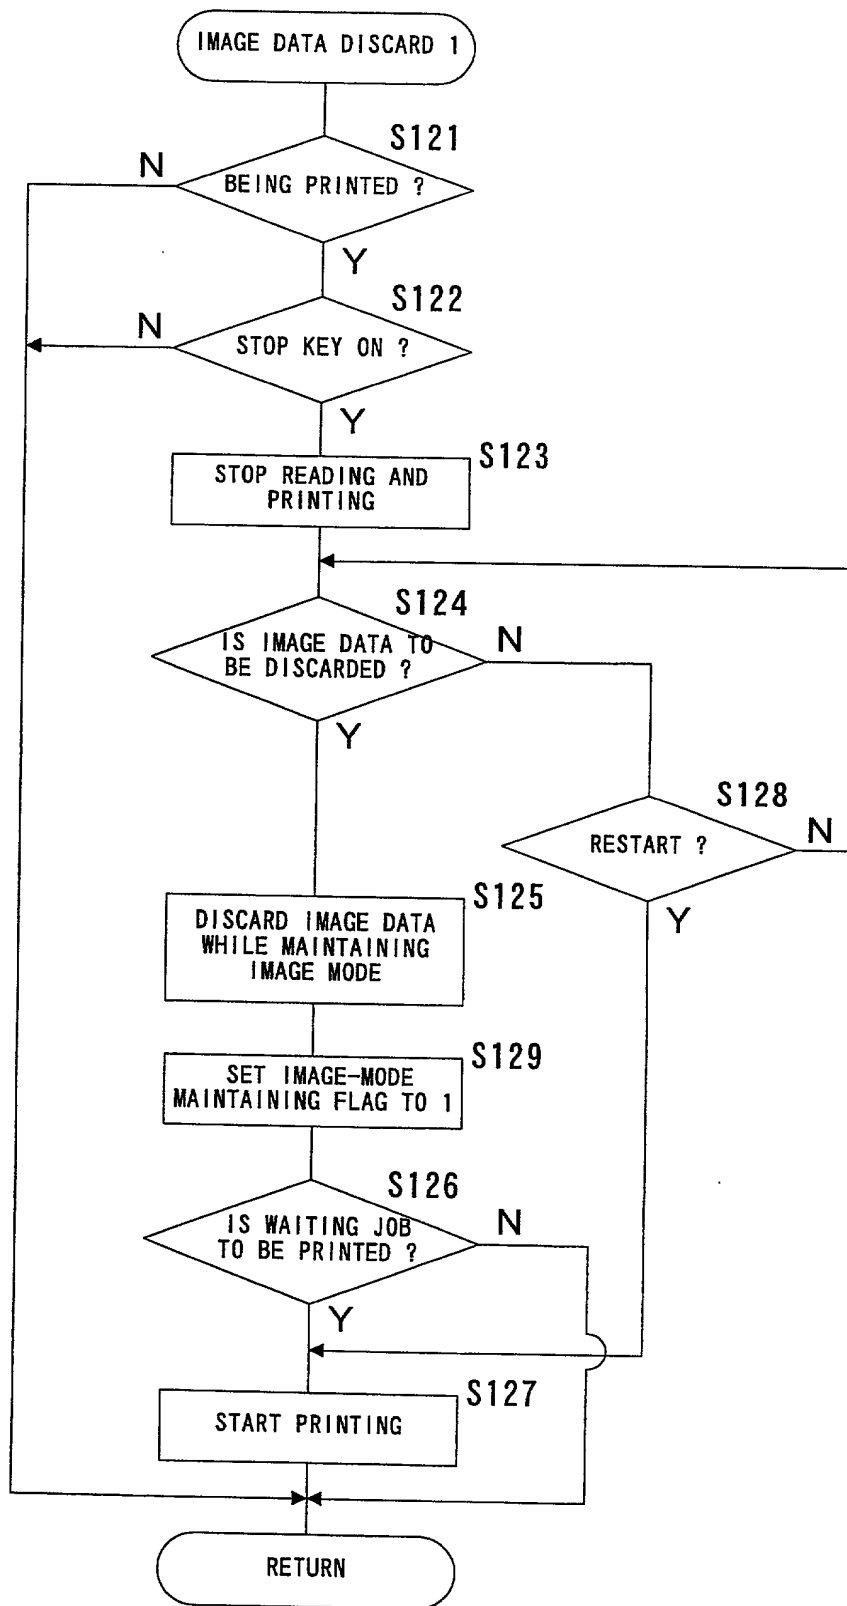 IMAGE DATA DISCARD 1
S121
N
BEING PRINTED ?
Y
S122
N
STOP KEY ON ?
Y
S123
STOP READING AND
PRINTING
S124
IS IMAGE DATA TO
BE DISCARDED ?
N
Y
S128
RESTART ?
N
Y
S125
DISCARD IMAGE DATA
WHILE MAINTAINING
IMAGE MODE
S129
SET IMAGE-MODE
MAINTAINING FLAG TO 1
S126
IS WAITING JOB
TO BE PRINTED ?
N
Y
S127
START PRINTING
RETURN